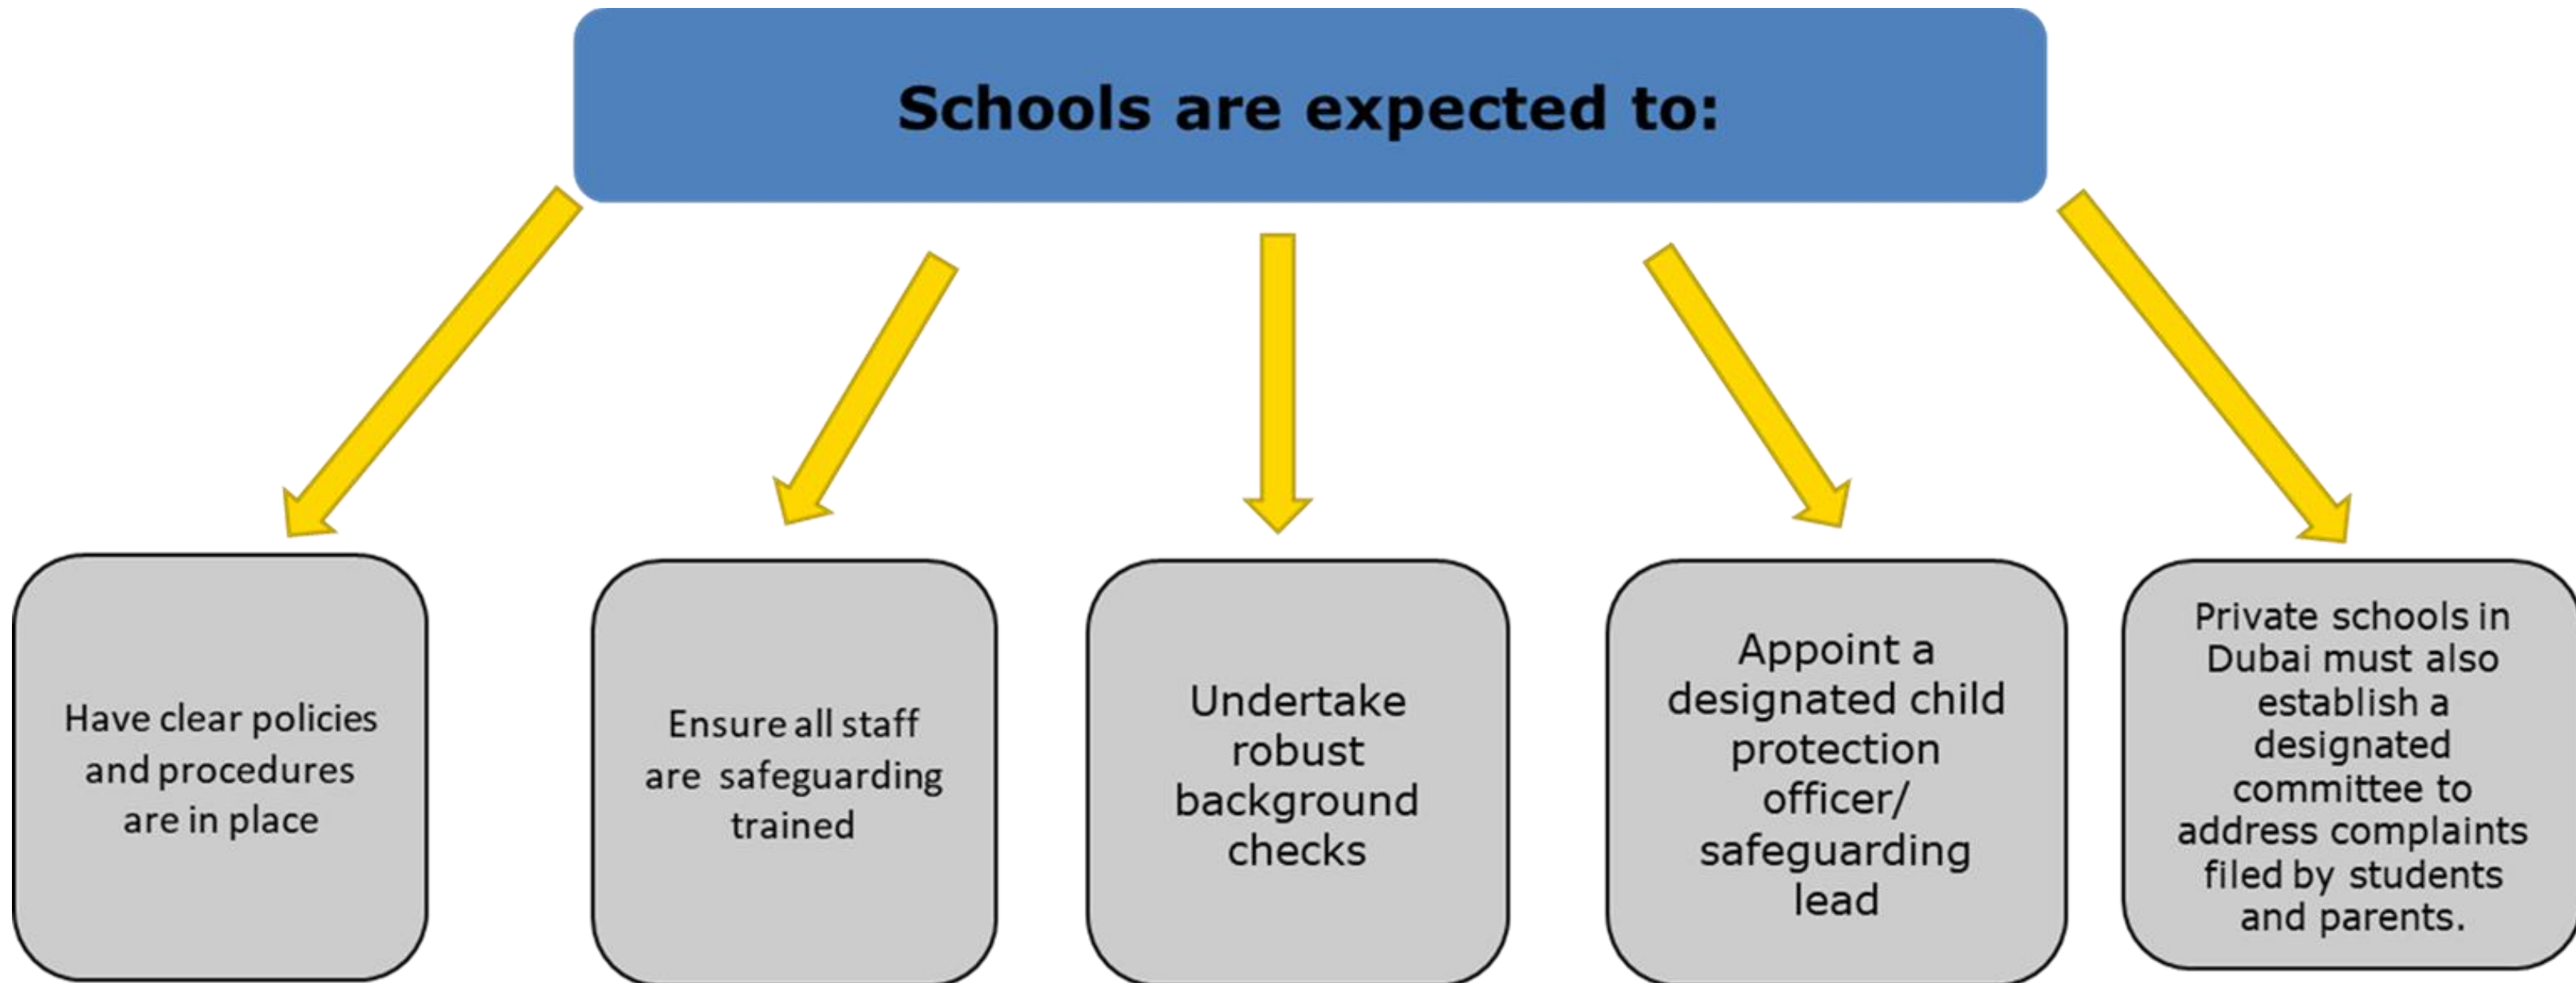 Schools are expected to:
Have clear policies
and procedures
are in place
Ensure all staff
are safeguarding
trained
Undertake
robust
background
checks
Appoint a
designated child
protection
officer/
safeguarding
lead
Private schools in
Dubai must also
establish a
designated
committee to
address complaints
filed by students
and parents.